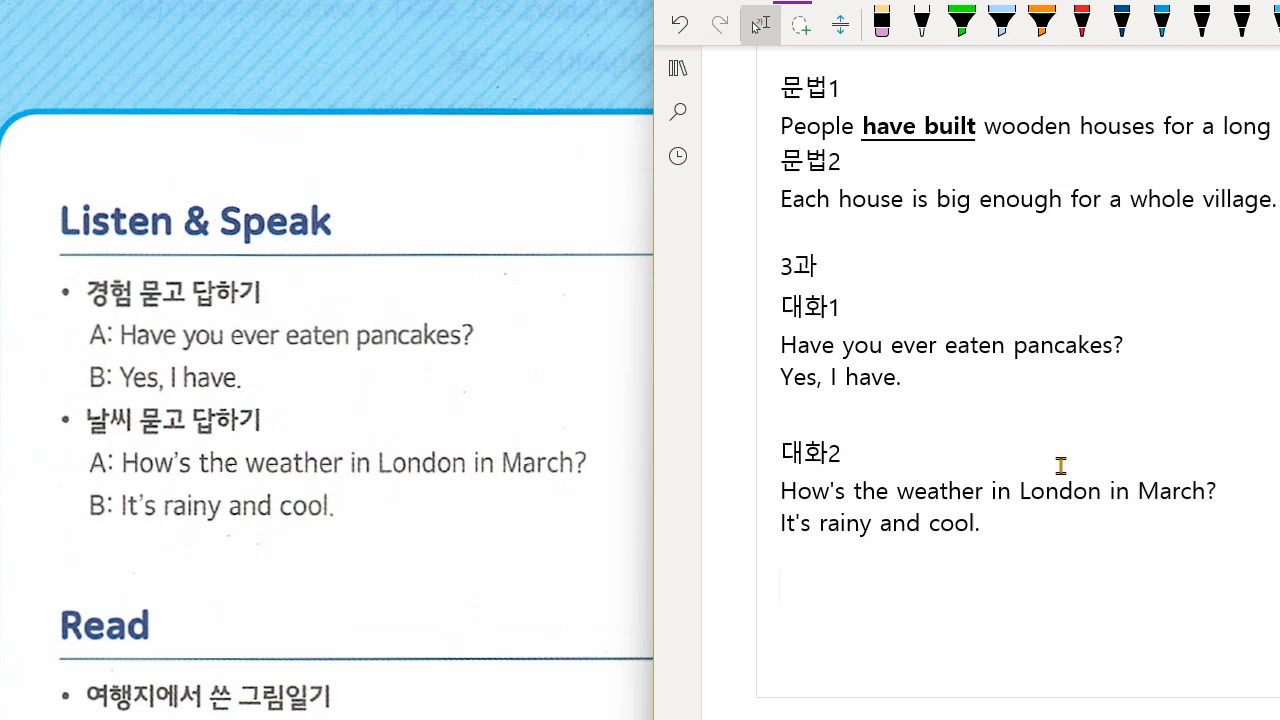 Listen & Speak
• 경험 묻고 답하기
A: Have you ever eaten pancakes?
B: Yes, I have.
• 날씨 묻고 답하기
A: How's the weather in London in March?
B: It's rainy and cool.
Read
• 여행지에서 쓴 그림일기
문법1
People have built wooden houses for a long
문법2
Each house is big enough for a whole village.
3과
대화1
Have you ever eaten pancakes?
Yes, I have.
대화2
How's the weather in London in March?
It's rainy and cool.